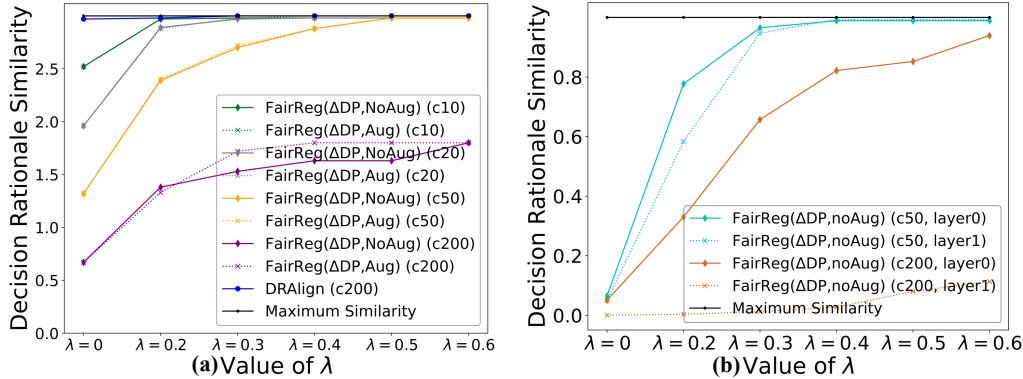 Decision Rationale Similarity
2.5
2.0
1.5
1.0
0.5
0.0
FairReg(ΔDP,NoAug) (c10)
FairReg(ΔDP,Aug) (c10)
FairReg(ΔDP,NoAug) (c20)
FairReg(ΔDP,Aug) (c20)
FairReg(ΔDP,NoAug) (c50)
FairReg(ΔDP,Aug) (c50)
FairReg(ΔDP,NoAug) (c200)
FairReg(ΔDP,Aug) (c200)
DRAlign (c200)
Maximum Similarity
λ = 0 λ = 0.2 λ = 0.3 λ = 0.4 λ = 0.5 λ = 0.6
(a) Value of λ
Decision Rationale Similarity
1.0
0.8
0.6
0.4
0.2
0.0
FairReg(ΔDP,noAug) (c50, layer0)
FairReg(ΔDP,noAug) (c50, layer1)
FairReg(ΔDP,noAug) (c200, layer0)
FairReg(ΔDP,noAug) (c200, layer1)
Maximum Similarity
λ = 0 λ = 0.2 λ = 0.3 λ = 0.4 λ = 0.5 λ = 0.6
(b) Value of λ